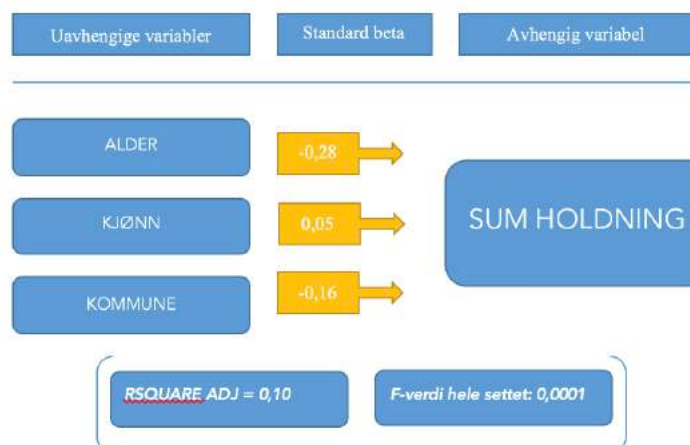 Uavhengige variabler
Standard beta
Avhengig variabel
ALDER
-0,28
KJØNN
0,05
SUM HOLDNING
KOMMUNE
-0,16
RSQUARE ADJ = 0,10
F-verdi hele settet: 0,0001